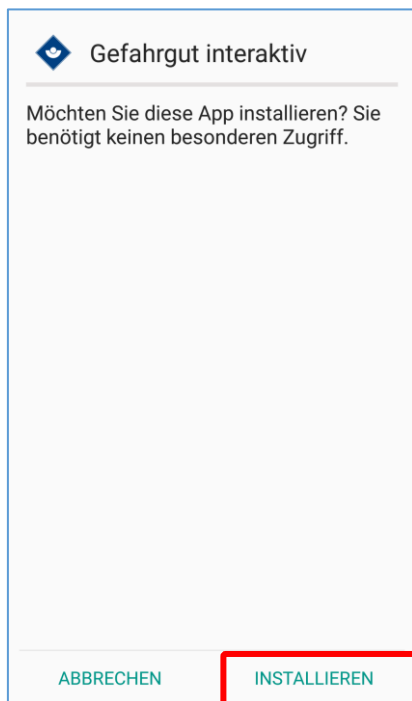 Gefahrgut interaktiv
Möchten Sie diese App installieren? Sie
benötigt keinen besonderen Zugriff.
ABBRECHEN
INSTALLIEREN